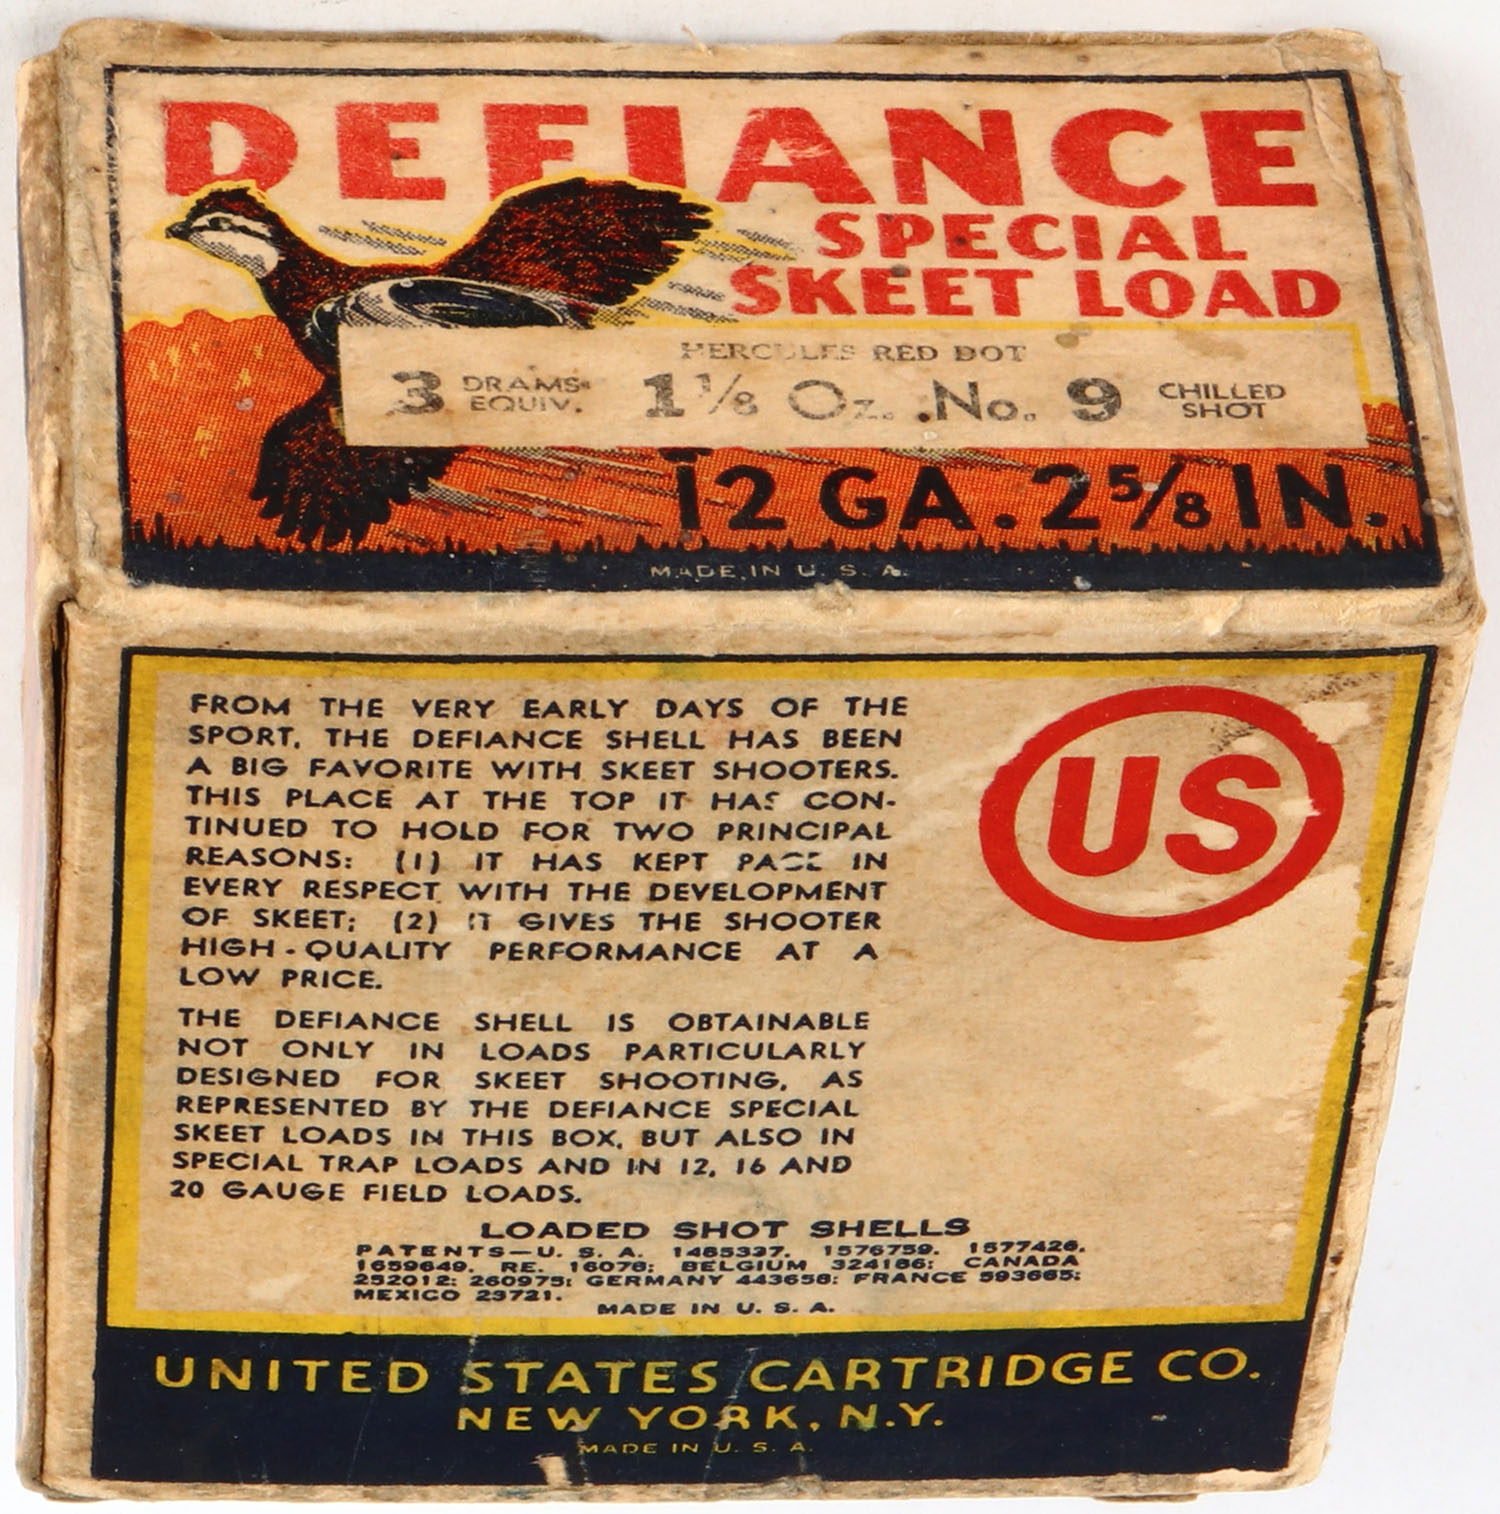 DEFIANCE
SPECIAL
SKEET LOAD
HERCULES RED DOT
3 DRAMS EQUIV. 1 1/8 Oz. No. 9 CHILLED SHOT
12 GA. 2 5/8 IN.
MADE IN U. S. A.
FROM THE VERY EARLY DAYS OF THE
SPORT, THE DEFIANCE SHELL HAS BEEN
A BIG FAVORITE WITH SKEET SHOOTERS.
THIS PLACE AT THE TOP IT HAS CON-
TINUED TO HOLD FOR TWO PRINCIPAL
REASONS: (1) IT HAS KEPT PACE IN
EVERY RESPECT WITH THE DEVELOPMENT
OF SKEET; (2) IT GIVES THE SHOOTER
HIGH-QUALITY PERFORMANCE AT A
LOW PRICE.
US
THE DEFIANCE SHELL IS OBTAINABLE
NOT ONLY IN LOADS PARTICULARLY
DESIGNED FOR SKEET SHOOTING, AS
REPRESENTED BY THE DEFIANCE SPECIAL
SKEET LOADS IN THIS BOX, BUT ALSO IN
SPECIAL TRAP LOADS AND IN 12, 16 AND
20 GAUGE FIELD LOADS.
LOADED SHOT SHELLS
PATENTS—U. S. A. 1485337, 1576759, 1577426,
1659649, RE. 16078; BELGIUM 324186; CANADA
252012; 260975; GERMANY 443658; FRANCE 593665;
MEXICO 23721.
MADE IN U. S. A.
UNITED STATES CARTRIDGE CO.
NEW YORK, N.Y.
MADE IN U. S. A.